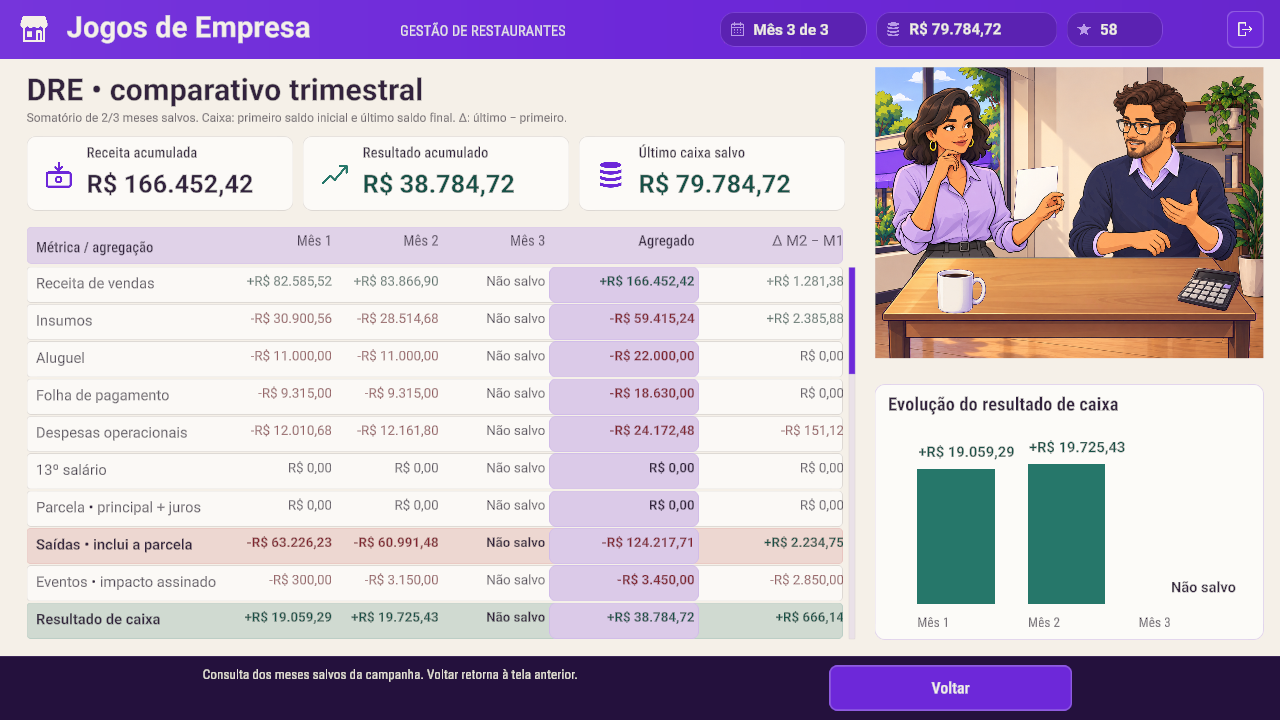 Jogos de Empresa
GESTÃO DE RESTAURANTES
Mês 3 de 3
R$ 79.784,72
58
DRE • comparativo trimestral
Somatório de 2/3 meses salvos. Caixa: primeiro saldo inicial e último saldo final. Δ: último − primeiro.
Receita acumulada
R$ 166.452,42
Resultado acumulado
R$ 38.784,72
Último caixa salvo
R$ 79.784,72
Métrica / agregação Mês 1 Mês 2 Mês 3 Agregado Δ M2 − M1
Receita de vendas +R$ 82.585,52 +R$ 83.866,90 Não salvo +R$ 166.452,42 +R$ 1.281,38
Insumos -R$ 30.900,56 -R$ 28.514,68 Não salvo -R$ 59.415,24 +R$ 2.385,88
Aluguel -R$ 11.000,00 -R$ 11.000,00 Não salvo -R$ 22.000,00 R$ 0,00
Folha de pagamento -R$ 9.315,00 -R$ 9.315,00 Não salvo -R$ 18.630,00 R$ 0,00
Despesas operacionais -R$ 12.010,68 -R$ 12.161,80 Não salvo -R$ 24.172,48 -R$ 151,12
13º salário R$ 0,00 R$ 0,00 Não salvo R$ 0,00 R$ 0,00
Parcela • principal + juros R$ 0,00 R$ 0,00 Não salvo R$ 0,00 R$ 0,00
Saídas • inclui a parcela -R$ 63.226,23 -R$ 60.991,48 Não salvo -R$ 124.217,71 +R$ 2.234,75
Eventos • impacto assinado -R$ 300,00 -R$ 3.150,00 Não salvo -R$ 3.450,00 -R$ 2.850,00
Resultado de caixa +R$ 19.059,29 +R$ 19.725,43 Não salvo +R$ 38.784,72 +R$ 666,14
Evolução do resultado de caixa
+R$ 19.059,29 +R$ 19.725,43
Não salvo
Mês 1 Mês 2 Mês 3
Consulta dos meses salvos da campanha. Voltar retorna à tela anterior.
Voltar